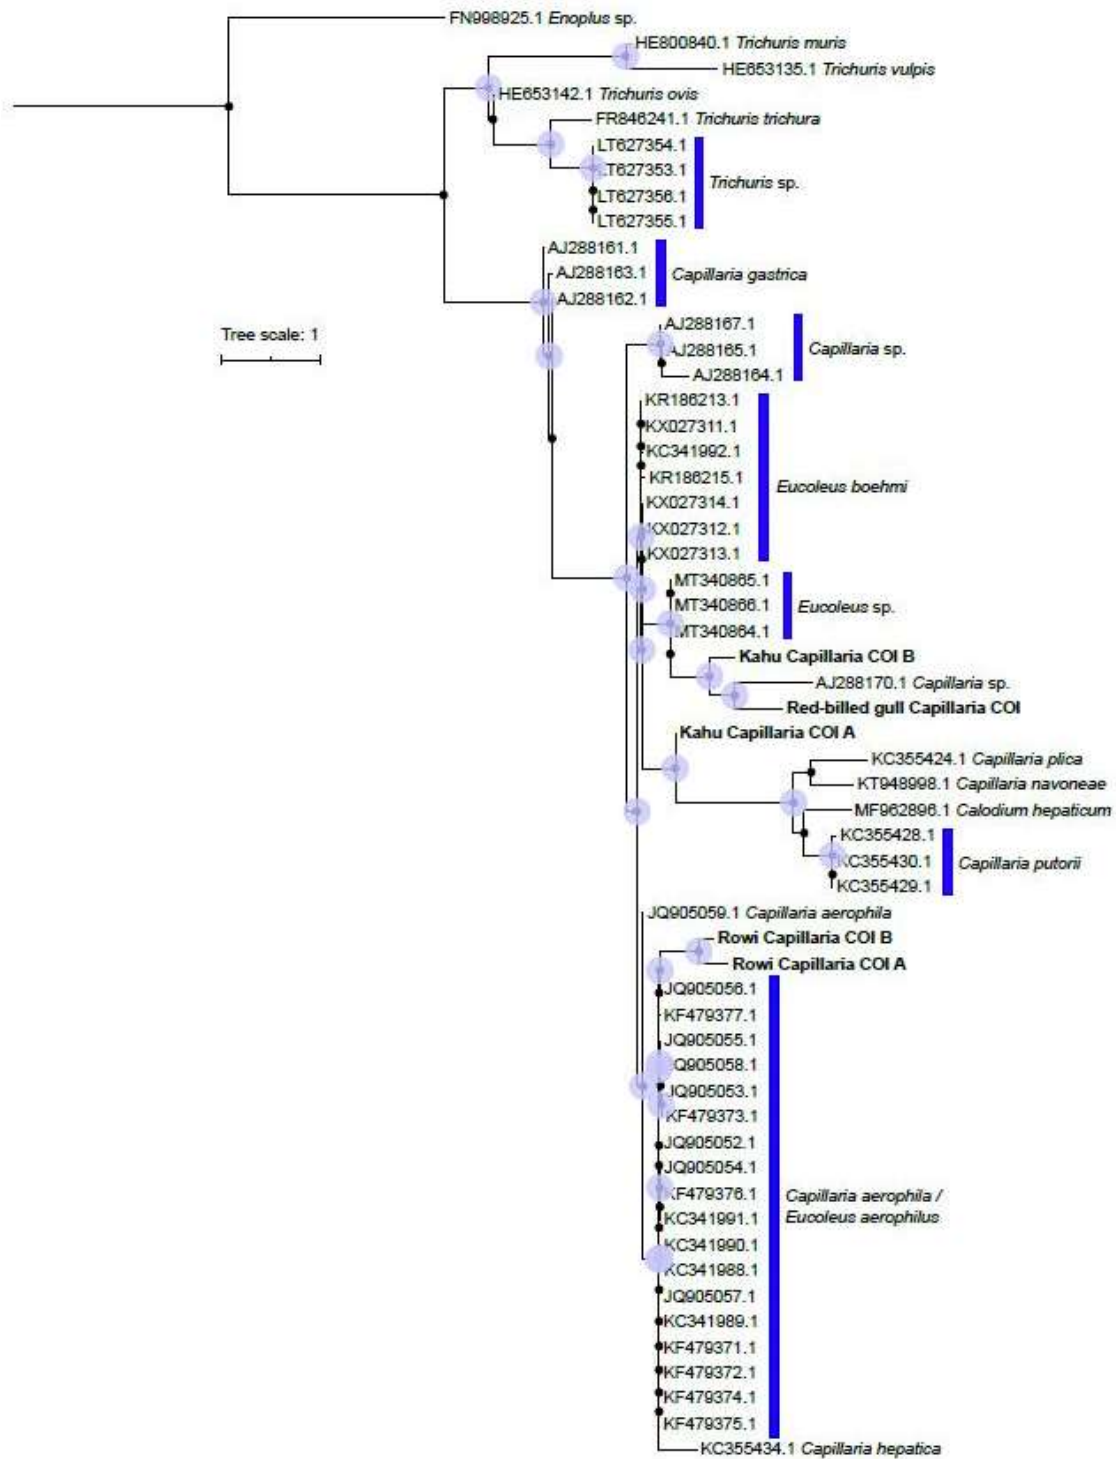 FN998925.1 Enoplus sp.
HE800840.1 Trichuris muris
HE653135.1 Trichuris vulpis
HE653142.1 Trichuris ovis
FR846241.1 Trichuris trichura
LT627354.1
LT627353.1
Trichuris sp.
LT627356.1
LT627355.1
AJ288161.1
AJ288163.1 Capillaria gastrica
AJ288162.1
Tree scale: 1
AJ288167.1
AJ288165.1 Capillaria sp.
AJ288164.1
KR186213.1
KX027311.1
KC341992.1
KR186215.1
Eucoleus boehmi
KX027314.1
KX027312.1
KX027313.1
MT340865.1
MT340866.1 Eucoleus sp.
MT340864.1
Kahu Capillaria COI B
AJ288170.1 Capillaria sp.
Red-billed gull Capillaria COI
Kahu Capillaria COI A
KC355424.1 Capillaria plica
KT948998.1 Capillaria navoneae
MF962896.1 Calodium hepaticum
KC355428.1
KC355430.1 Capillaria putorii
KC355429.1
JQ905059.1 Capillaria aerophila
Rowi Capillaria COI B
Rowi Capillaria COI A
JQ905056.1
KF479377.1
JQ905055.1
JQ905058.1
JQ905053.1
KF479373.1
JQ905052.1
JQ905054.1
KF479376.1 Capillaria aerophila /
KC341991.1 Eucoleus aerophilus
KC341990.1
KC341988.1
JQ905057.1
KC341989.1
KF479371.1
KF479372.1
KF479374.1
KF479375.1
KC355434.1 Capillaria hepatica